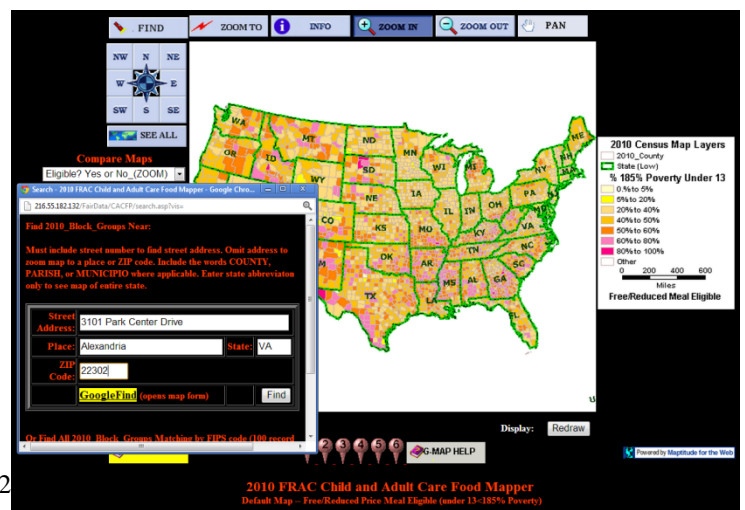 FIND
ZOOM TO
INFO
ZOOM IN
ZOOM OUT
PAN
NW N NE
W E
SW S SE
SEE ALL
Compare Maps
Eligible? Yes or No_(ZOOM)
Search - 2010 FRAC Child and Adult Care Food Mapper - Google Chro...
216.55.182.132/FairData/CACFP/search.asp?vis=
Find 2010_Block_Groups Near:
Must include street number to find street address. Omit address to
zoom map to a place or ZIP code. Include the words COUNTY,
PARISH, or MUNICIPIO where applicable. Enter state abbreviaton
only to see map of entire state.
Street Address: 3101 Park Center Drive
Place: Alexandria State: VA
ZIP Code: 22302
GoogleFind (opens map form) Find
Or Find All 2010_Block_Groups Matching by FIPS code (100 record
WA
OR
ID
MT
WY
ND
SD
NE
CO
KS
OK
TX
MN
IA
MO
AR
LA
WI
MI
IL
IN
OH
KY
TN
MS
AL
GA
FL
SC
NC
VA
PA
NY
NH
ME
MA
2010 Census Map Layers
2010_County
State (Low)
% 185% Poverty Under 13
0.%to 5%
5%to 20%
20%to 40%
40%to 50%
50%to 60%
60%to 80%
80%to 100%
Other
0 200 400 600
Miles
Free/Reduced Meal Eligible
Display: Redraw
2 3 4 5 6
G-MAP HELP
Powered by Maptitude for the Web
2
2010 FRAC Child and Adult Care Food Mapper
Default Map -- Free/Reduced Price Meal Eligible (under 13<185% Poverty)